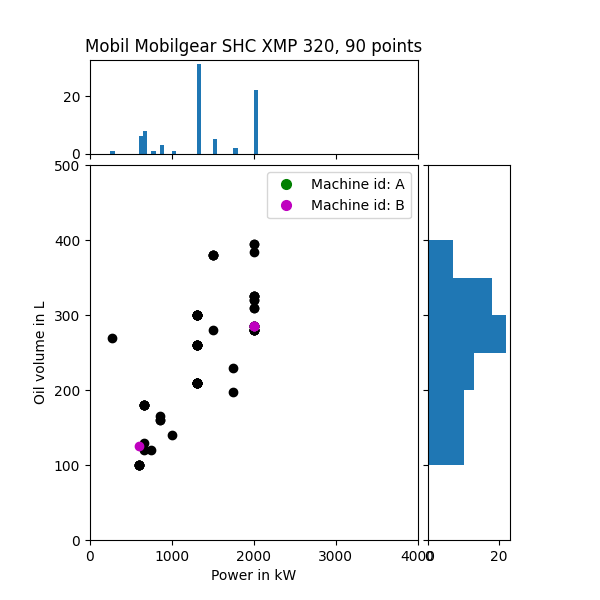 Mobil Mobilgear SHC XMP 320, 90 points
20
0
500
400
300
200
100
0
Oil volume in L
Machine id: A
Machine id: B
0 1000 2000 3000 4000
0 20
Power in kW